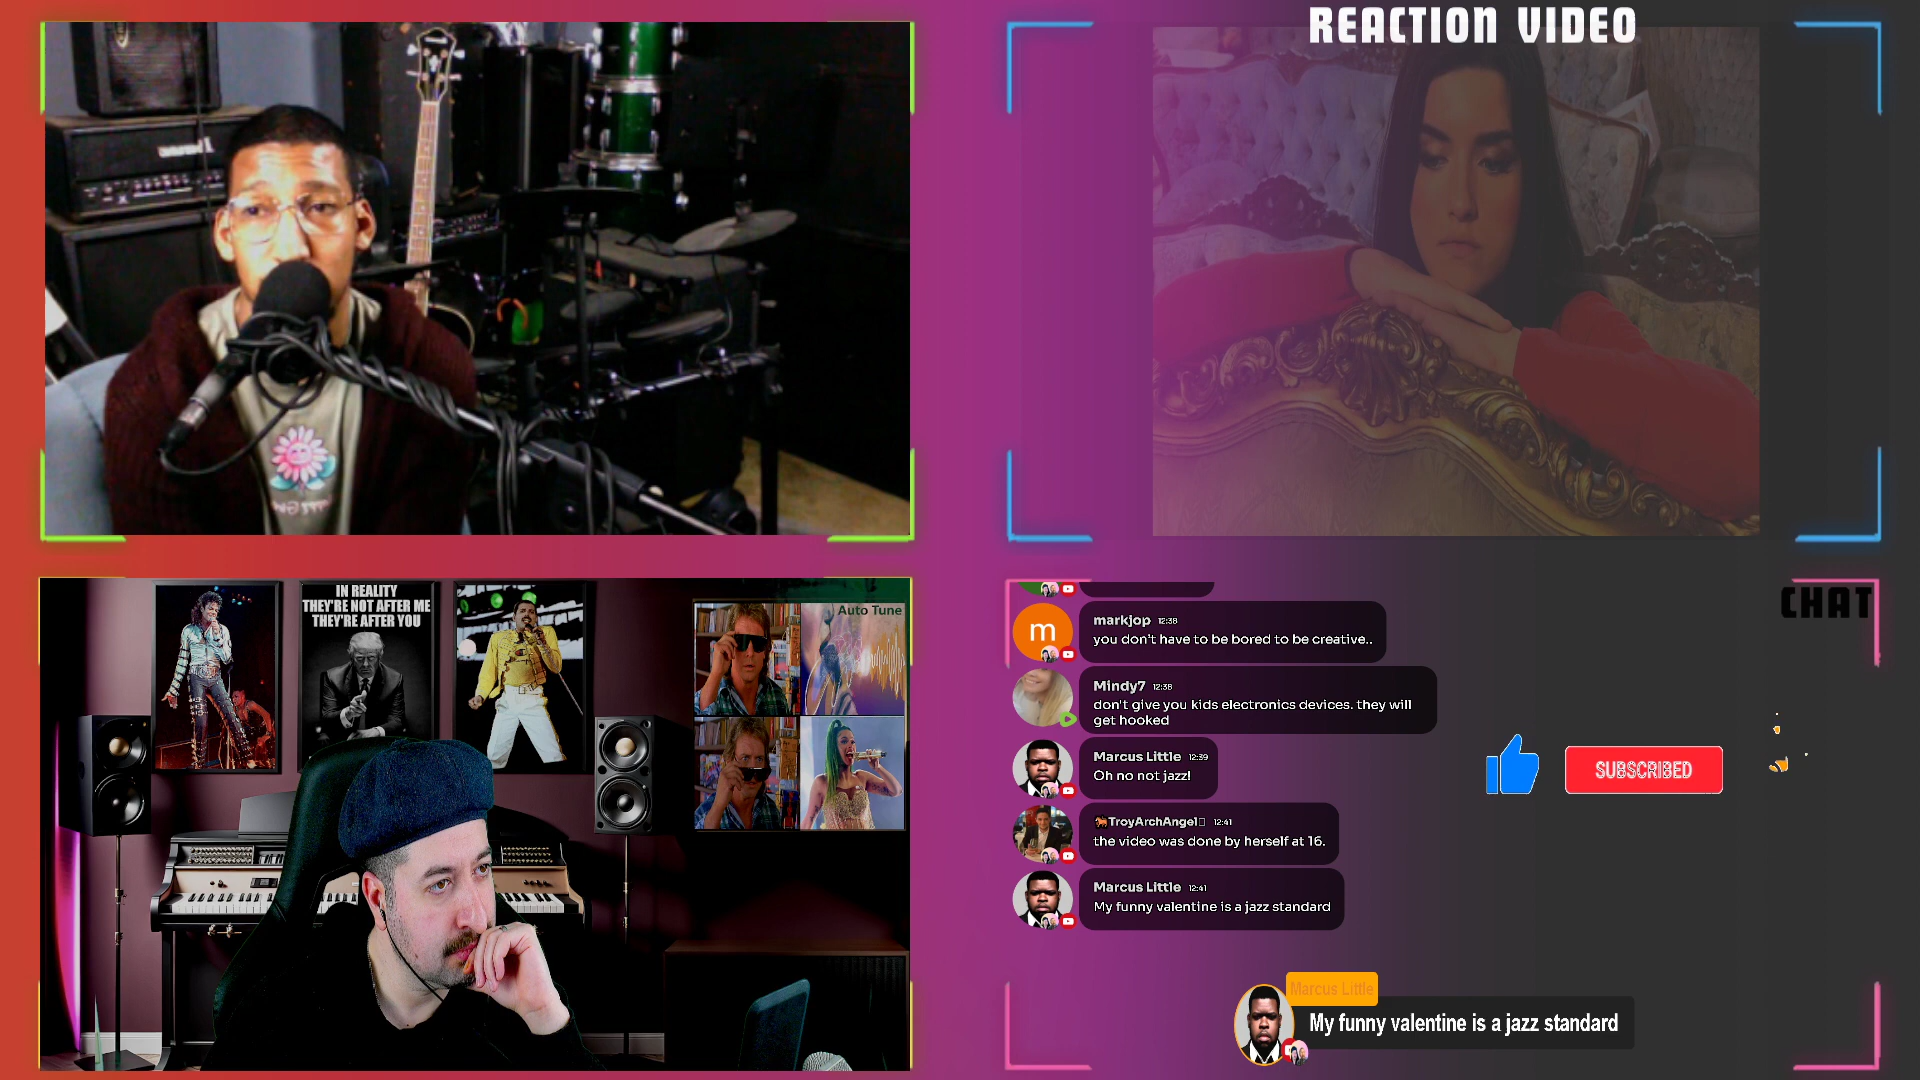 REACTION VIDEO
IN REALITY
THEY'RE NOT AFTER ME
THEY'RE AFTER YOU
Auto Tune
CHAT
markjop 12:38
you don't have to be bored to be creative..
Mindy7 12:38
don't give you kids electronics devices. they will
get hooked
Marcus Little 12:39
Oh no not jazz!
TroyArchAngel 12:41
the video was done by herself at 16.
Marcus Little 12:41
My funny valentine is a jazz standard
SUBSCRIBED
Marcus Little
My funny valentine is a jazz standard